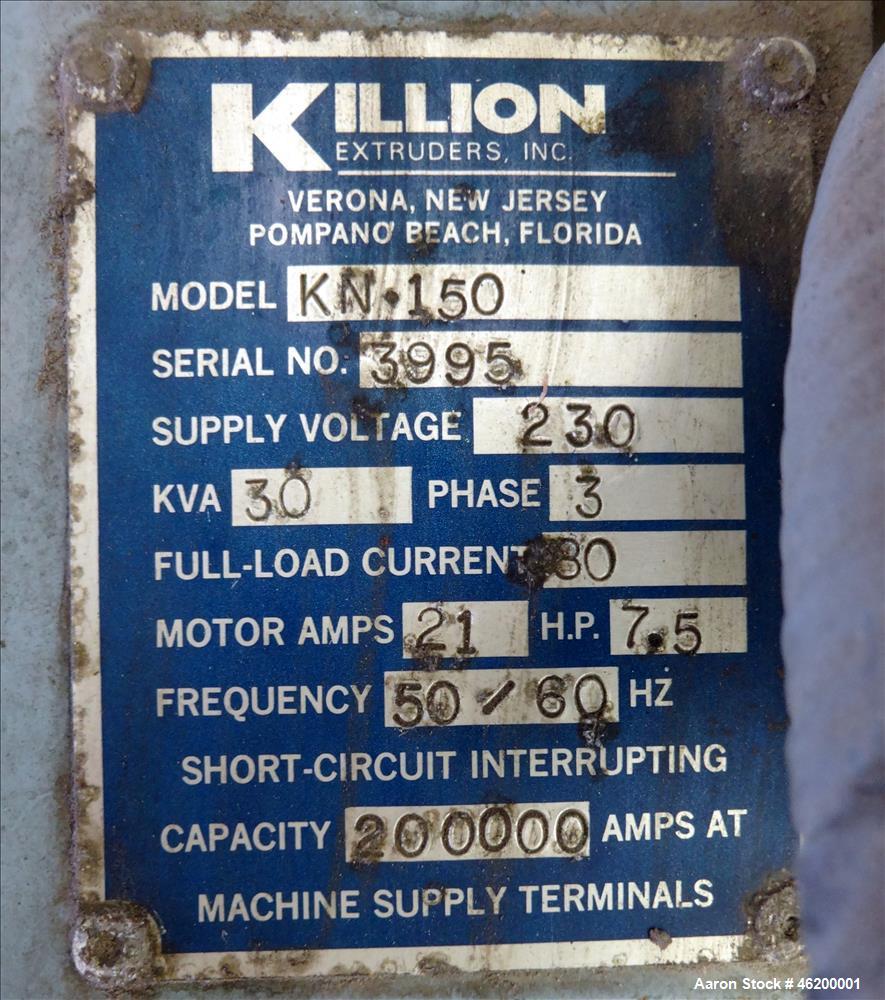 KILLION
EXTRUDERS, INC.
VERONA, NEW JERSEY
POMPANO BEACH, FLORIDA
MODEL KN•150
SERIAL NO. 3995
SUPPLY VOLTAGE 230
KVA 30 PHASE 3
FULL-LOAD CURRENT 80
MOTOR AMPS 21 H.P. 7.5
FREQUENCY 50/60 HZ
SHORT-CIRCUIT INTERRUPTING
CAPACITY 200000 AMPS AT
MACHINE SUPPLY TERMINALS
Aaron Stock # 46200001